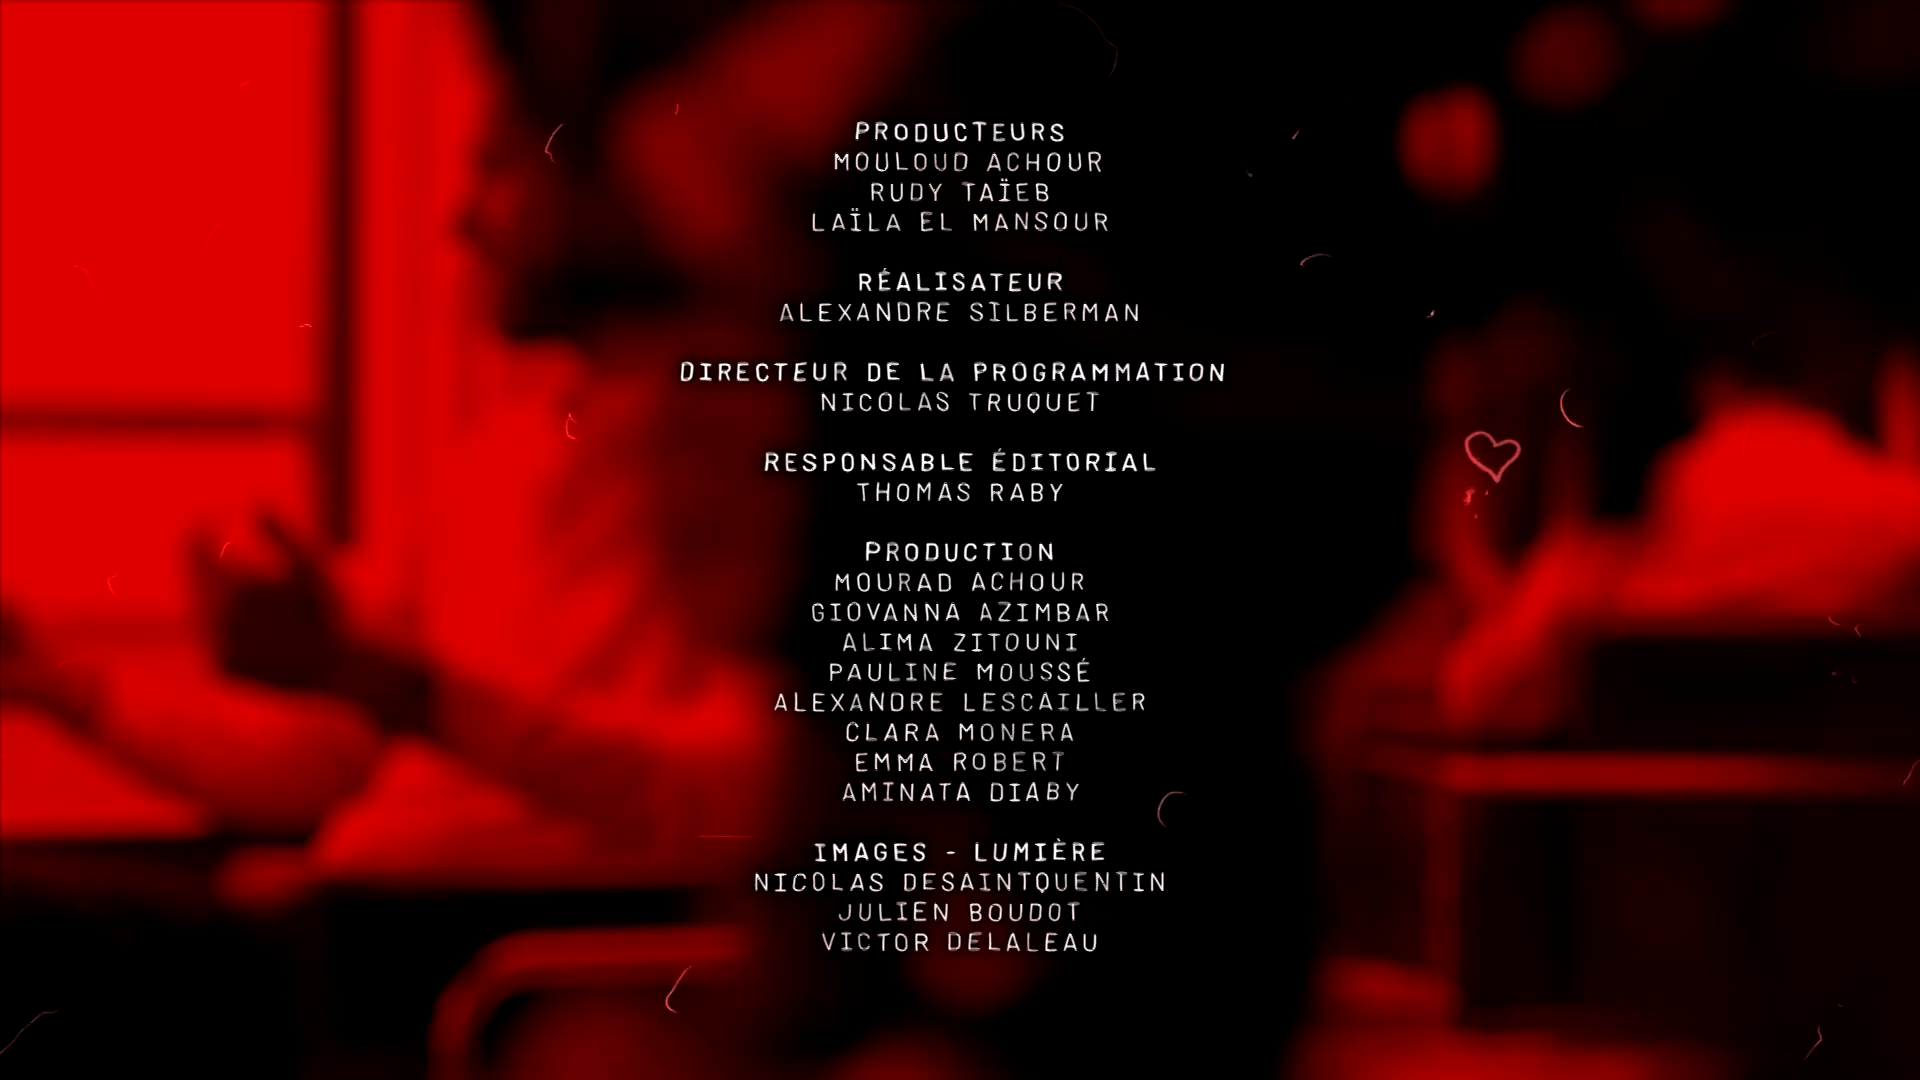 PRODUCTEURS
MOULOUD ACHOUR
RUDY TAÏEB
LAÏLA EL MANSOUR
RÉALISATEUR
ALEXANDRE SILBERMAN
DIRECTEUR DE LA PROGRAMMATION
NICOLAS TRUQUET
RESPONSABLE ÉDITORIAL
THOMAS RABY
PRODUCTION
MOURAD ACHOUR
GIOVANNA AZIMBAR
ALIMA ZITOUNI
PAULINE MOUSSÉ
ALEXANDRE LESCAILLER
CLARA MONERA
EMMA ROBERT
AMINATA DIABY
IMAGES - LUMIÈRE
NICOLAS DESAINTQUENTIN
JULIEN BOUDOT
VICTOR DELALEAU